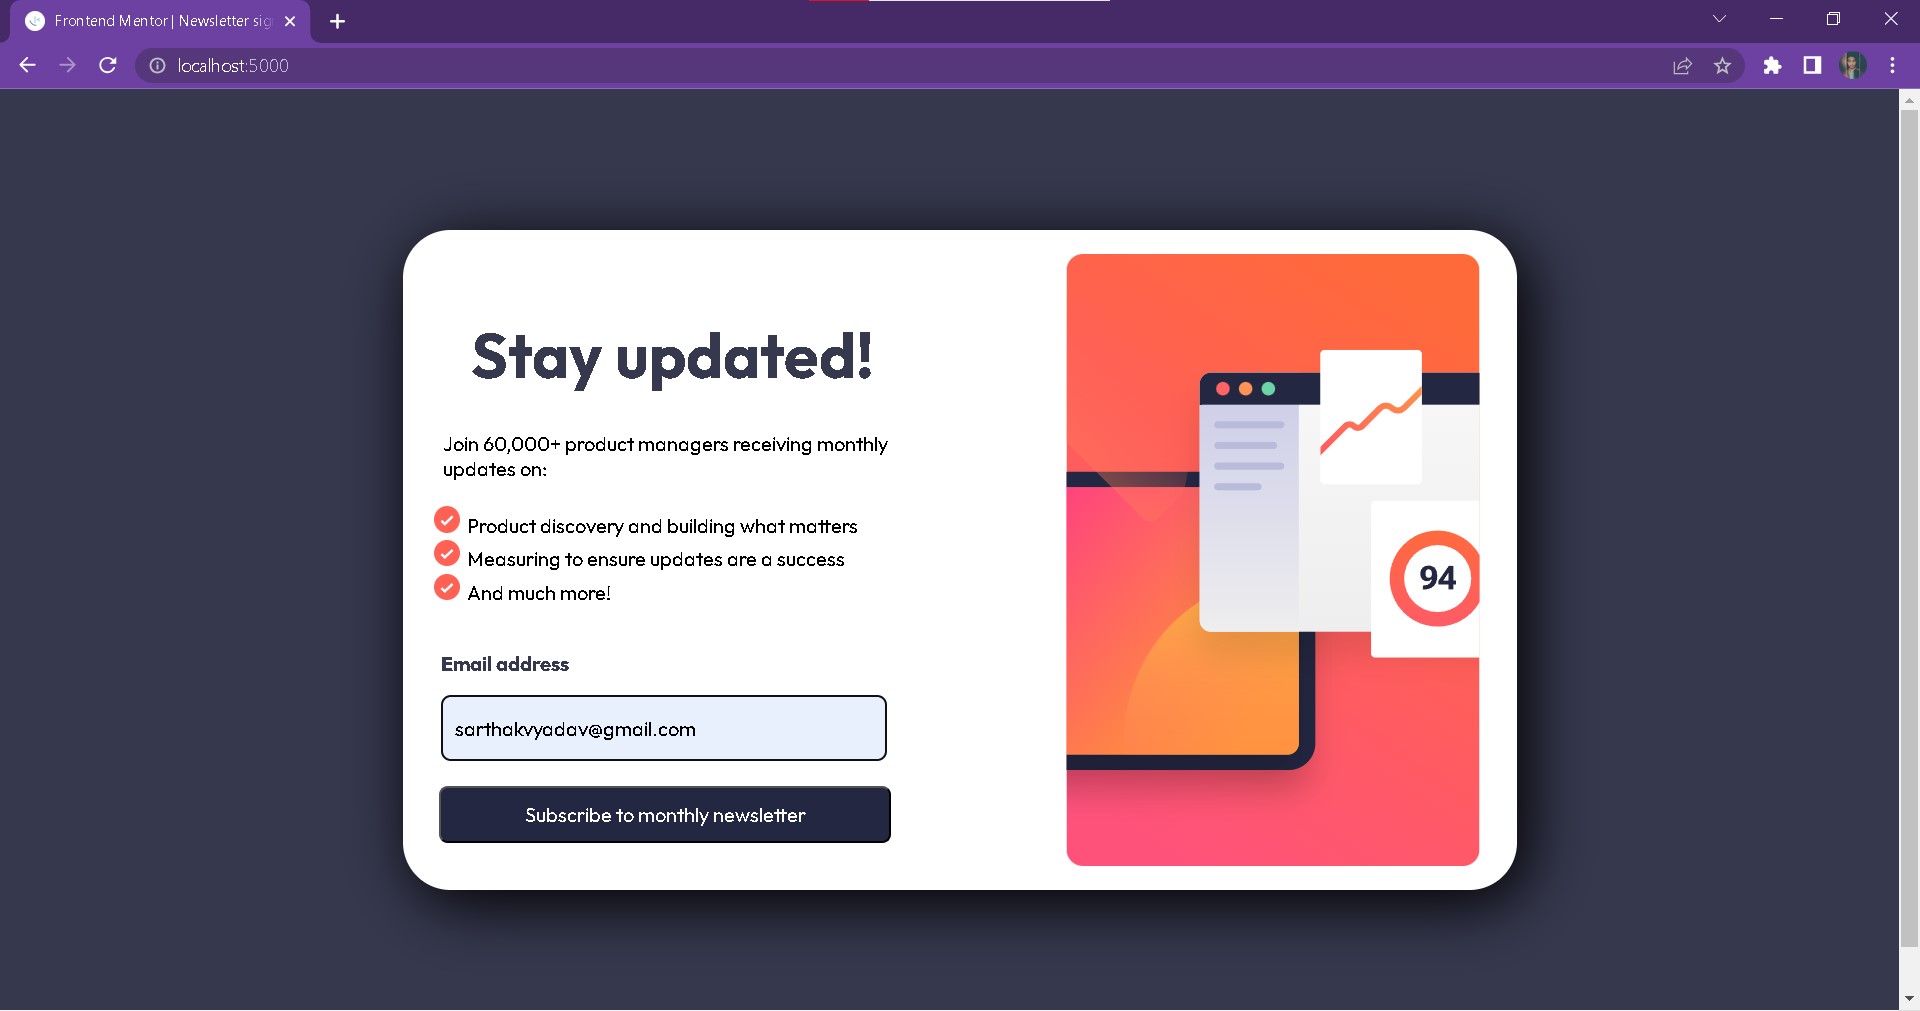 Frontend Mentor | Newsletter sig
localhost:5000
Stay updated!
Join 60,000+ product managers receiving monthly
updates on:
Product discovery and building what matters
Measuring to ensure updates are a success
And much more!
Email address
sarthakvyadav@gmail.com
Subscribe to monthly newsletter
94